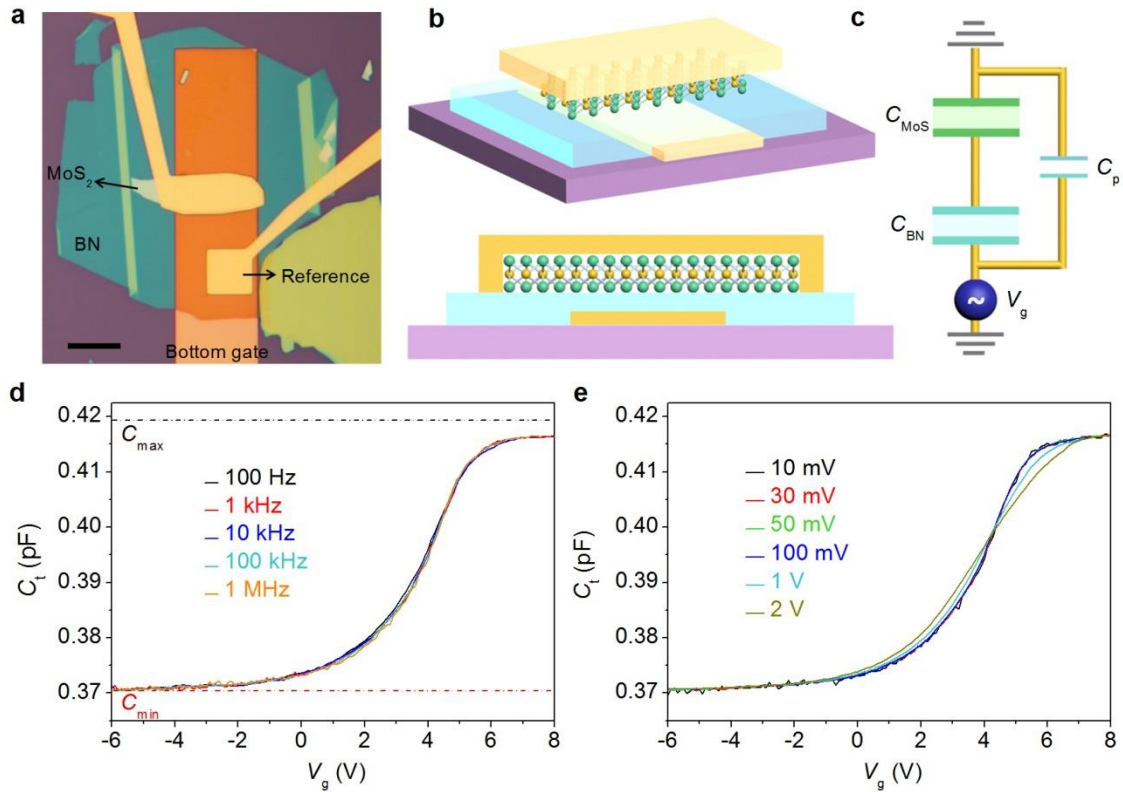 a
MoS2
BN
Reference
Bottom gate
b
c
CMoS
CBN
Cp
Vg
~
d
0.42
0.41
0.40
0.39
0.38
0.37
Ct (pF)
Cmax
100 Hz
1 kHz
10 kHz
100 kHz
1 MHz
Cmin
-6 -4 -2 0 2 4 6 8
Vg (V)
e
0.42
0.41
0.40
0.39
0.38
0.37
Ct (pF)
10 mV
30 mV
50 mV
100 mV
1 V
2 V
-6 -4 -2 0 2 4 6 8
Vg (V)